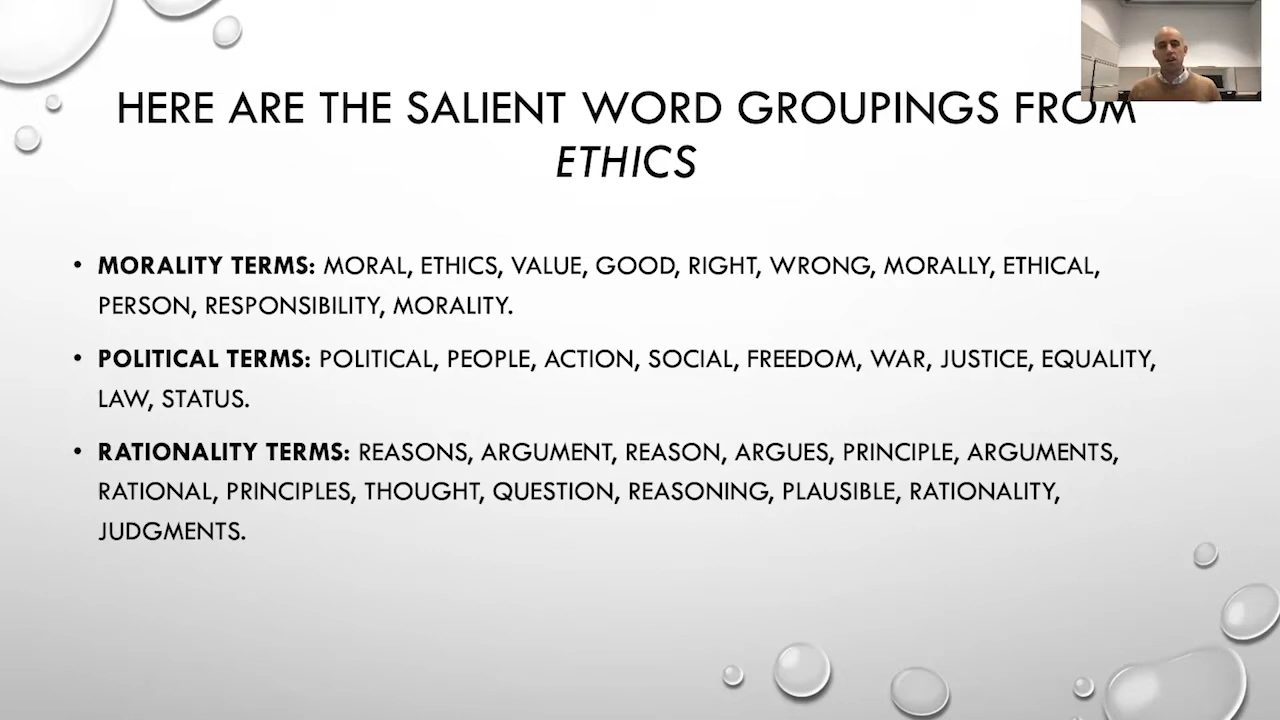 HERE ARE THE SALIENT WORD GROUPINGS FROM
ETHICS
• MORALITY TERMS: MORAL, ETHICS, VALUE, GOOD, RIGHT, WRONG, MORALLY, ETHICAL,
PERSON, RESPONSIBILITY, MORALITY.
• POLITICAL TERMS: POLITICAL, PEOPLE, ACTION, SOCIAL, FREEDOM, WAR, JUSTICE, EQUALITY,
LAW, STATUS.
• RATIONALITY TERMS: REASONS, ARGUMENT, REASON, ARGUES, PRINCIPLE, ARGUMENTS,
RATIONAL, PRINCIPLES, THOUGHT, QUESTION, REASONING, PLAUSIBLE, RATIONALITY,
JUDGMENTS.